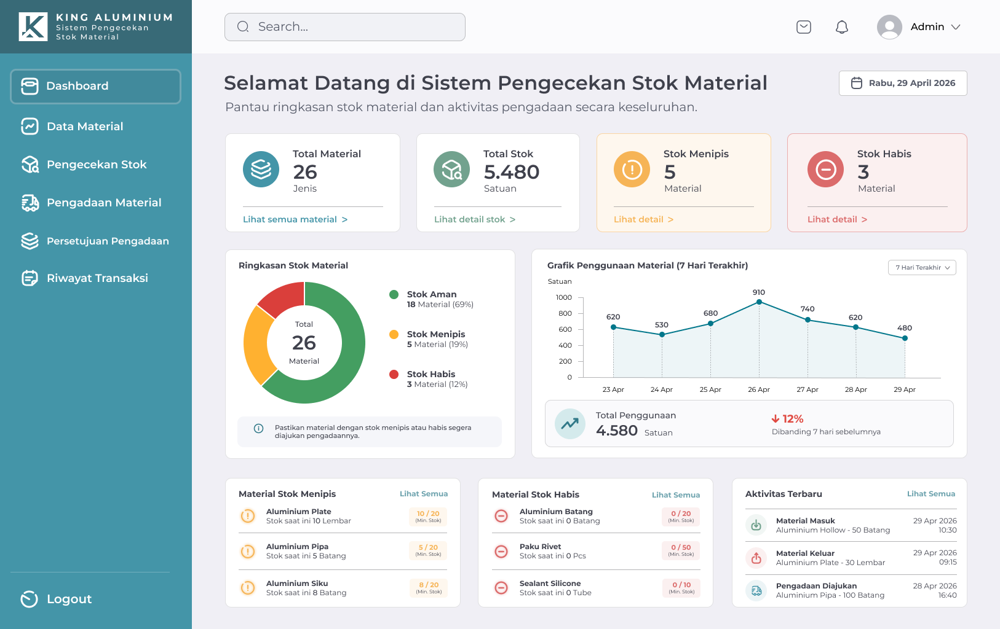 KING ALUMINIUM
Sistem Pengecekan
Stok Material
Search...
Admin
Dashboard
Data Material
Pengecekan Stok
Pengadaan Material
Persetujuan Pengadaan
Riwayat Transaksi
Logout
Selamat Datang di Sistem Pengecekan Stok Material
Pantau ringkasan stok material dan aktivitas pengadaan secara keseluruhan.
Rabu, 29 April 2026
Total Material
26
Jenis
Lihat semua material >
Total Stok
5.480
Satuan
Lihat detail stok >
Stok Menipis
5
Material
Lihat detail >
Stok Habis
3
Material
Lihat detail >
Ringkasan Stok Material
Total
26
Material
Stok Aman
18 Material (69%)
Stok Menipis
5 Material (19%)
Stok Habis
3 Material (12%)
Pastikan material dengan stok menipis atau habis segera
diajukan pengadaannya.
Grafik Penggunaan Material (7 Hari Terakhir)
7 Hari Terakhir
Satuan
1000
800
600
400
200
0
620
530
680
910
740
620
480
23 Apr
24 Apr
25 Apr
26 Apr
27 Apr
28 Apr
29 Apr
Total Penggunaan
4.580 Satuan
12%
Dibanding 7 hari sebelumnya
Material Stok Menipis
Lihat Semua
Aluminium Plate
Stok saat ini 10 Lembar
10 / 20
(Min. Stok)
Aluminium Pipa
Stok saat ini 5 Batang
5 / 20
(Min. Stok)
Aluminium Siku
Stok saat ini 8 Batang
8 / 20
(Min. Stok)
Material Stok Habis
Lihat Semua
Aluminium Batang
Stok saat ini 0 Batang
0 / 20
(Min. Stok)
Paku Rivet
Stok saat ini 0 Pcs
0 / 50
(Min. Stok)
Sealant Silicone
Stok saat ini 0 Tube
0 / 10
(Min. Stok)
Aktivitas Terbaru
Lihat Semua
Material Masuk
Aluminium Hollow - 50 Batang
29 Apr 2026
10:30
Material Keluar
Aluminium Plate - 30 Lembar
29 Apr 2026
09:15
Pengadaan Diajukan
Aluminium Pipa - 100 Batang
28 Apr 2026
16:40